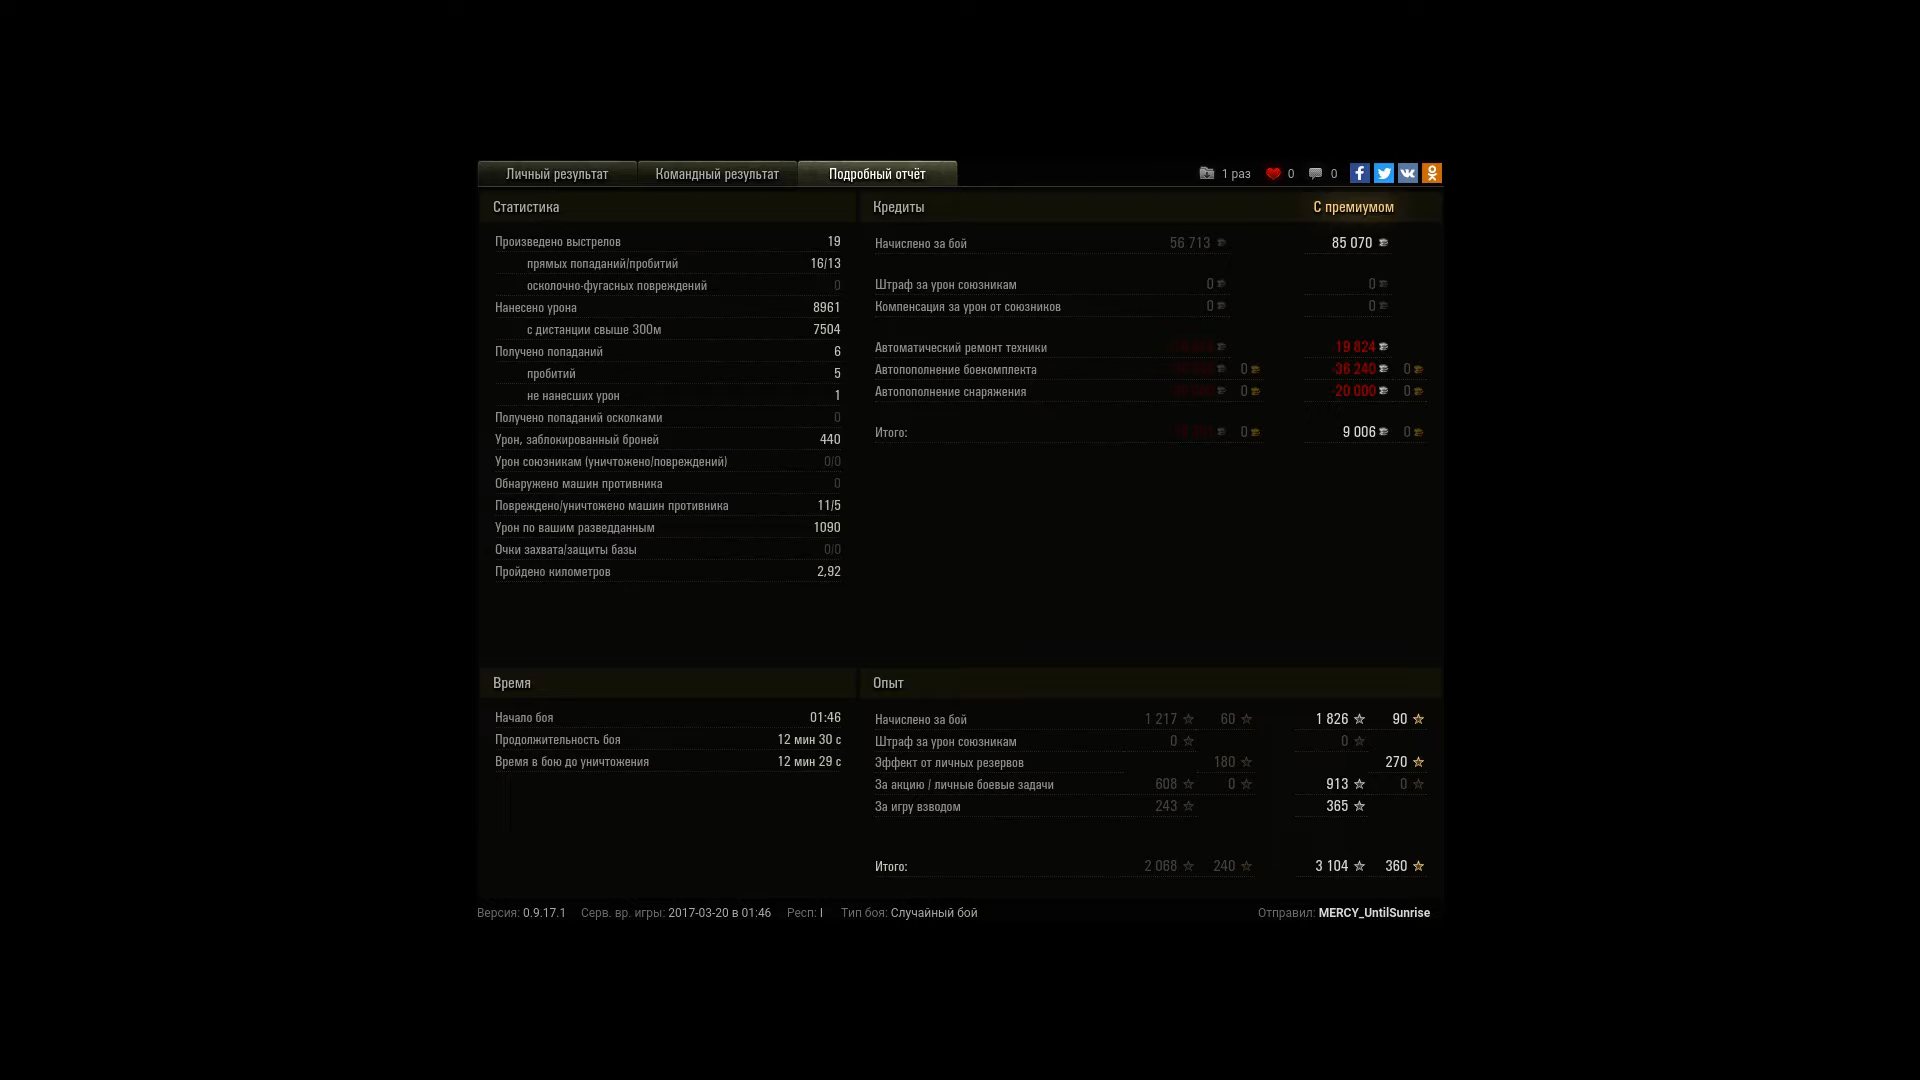 Личный результат Командный результат Подробный отчёт 1 раз 0 0
Статистика
Произведено выстрелов 19
прямых попаданий/пробитий 16/13
осколочно-фугасных повреждений 0
Нанесено урона 8961
с дистанции свыше 300м 7504
Получено попаданий 6
пробитий 5
не нанесших урон 1
Получено попаданий осколками 0
Урон, заблокированный броней 440
Урон союзникам (уничтожено/повреждений) 0/0
Обнаружено машин противника 0
Повреждено/уничтожено машин противника 11/5
Урон по вашим разведданным 1090
Очки захвата/защиты базы 0/0
Пройдено километров 2,92
Кредиты С премиумом
Начислено за бой 56 713 85 070
Штраф за урон союзникам 0 0
Компенсация за урон от союзников 0 0
Автоматический ремонт техники -19 824
Автопополнение боекомплекта 0 -36 240 0
Автопополнение снаряжения 0 -20 000 0
Итого: 0 9 006 0
Время
Начало боя 01:46
Продолжительность боя 12 мин 30 с
Время в бою до уничтожения 12 мин 29 с
Опыт
Начислено за бой 1 217 60 1 826 90
Штраф за урон союзникам 0 0
Эффект от личных резервов 180 270
За акцию / личные боевые задачи 608 0 913 0
За игру взводом 243 365
Итого: 2 068 240 3 104 360
Версия: 0.9.17.1 Серв. вр. игры: 2017-03-20 в 01:46 Респ: I Тип боя: Случайный бой Отправил: MERCY_UntilSunrise